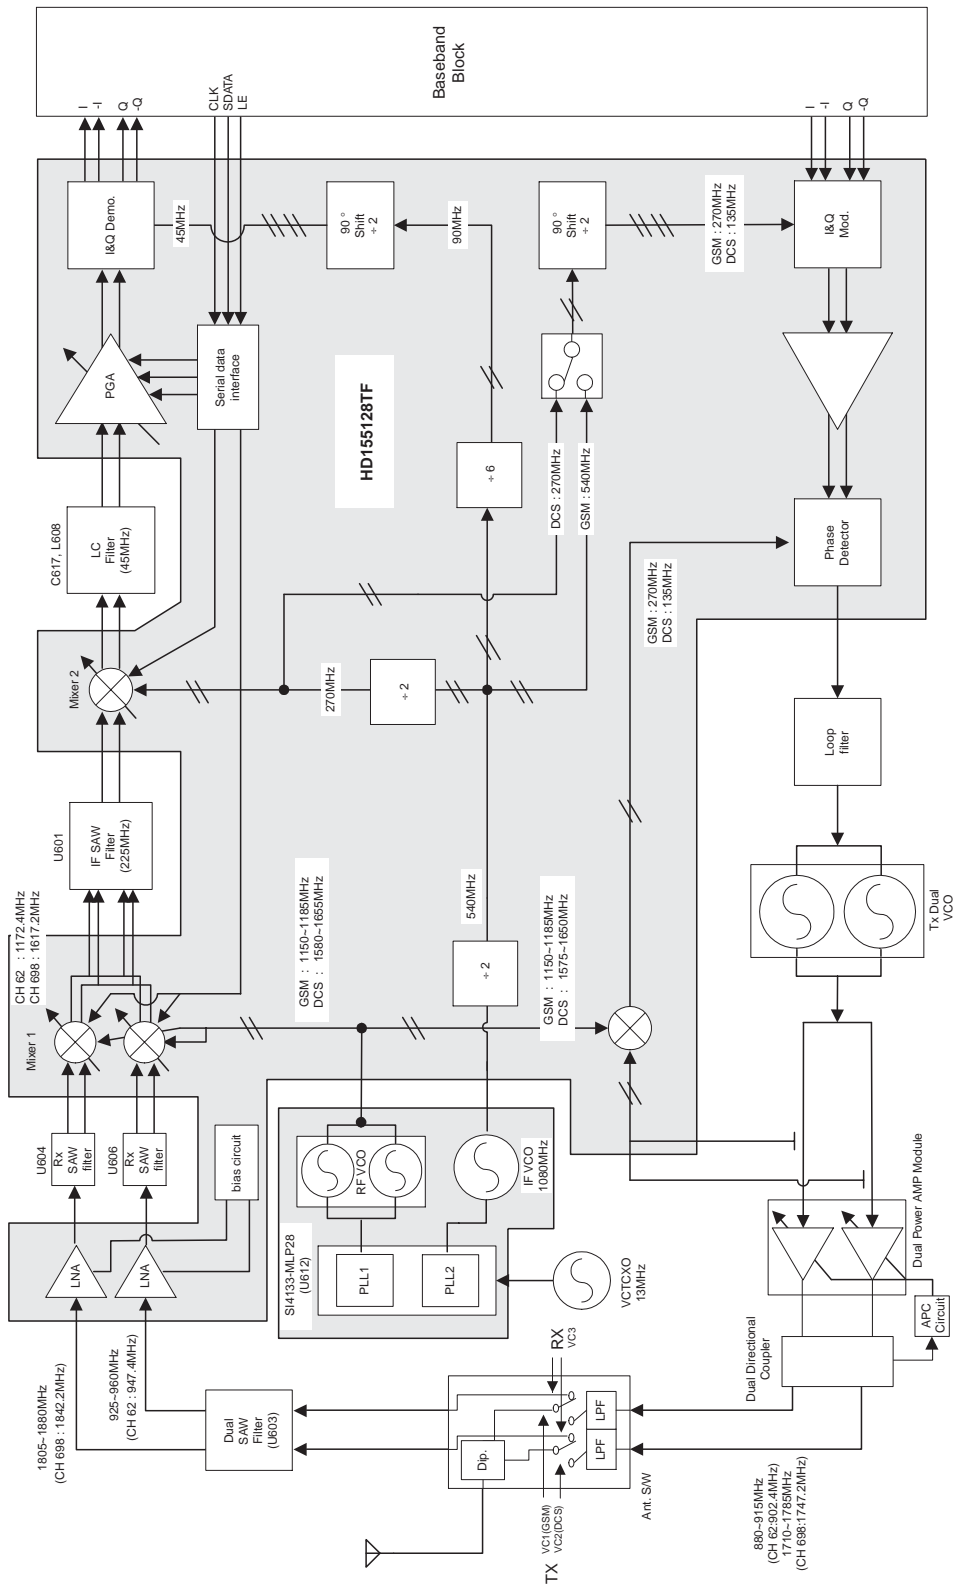 Baseband
Block
I
-I
Q
-Q
CLK
SDATA
LE
I
-I
Q
-Q
I&Q Demo.
45MHz
90 °
Shift
÷ 2
90MHz
90 °
Shift
÷ 2
GSM : 270MHz
DCS : 135MHz
I&Q
Mod.
PGA
Serial data
interface
HD155128TF
÷ 6
DCS : 270MHz
GSM : 540MHz
C617, L608
LC
Filter
(45MHz)
Phase
Detector
GSM : 270MHz
DCS : 135MHz
Mixer 2
270MHz
÷ 2
Loop
filter
U601
IF SAW
Filter
(225MHz)
CH 62 : 1172.4MHz
CH 698 : 1617.2MHz
GSM : 1150~1185MHz
DCS : 1580~1655MHz
540MHz
÷ 2
GSM : 1150~1185MHz
DCS : 1575~1650MHz
Tx Dual
VCO
Mixer 1
U604
Rx
SAW
filter
U606
Rx
SAW
filter
bias circuit
RF VCO
IF VCO
1080MHz
LNA
LNA
SI4133-MLP28
(U612)
PLL1
PLL2
VCTCXO
13MHz
Dual Power AMP Module
APC
Circuit
Dual Directional
Coupler
1805~1880MHz
(CH 698 : 1842.2MHz)
925~960MHz
(CH 62 : 947.4MHz)
Dual
SAW
Filter
(U603)
RX
VC3
Dip.
LPF
LPF
Ant. S/W
TX
VC1(GSM)
VC2(DCS)
880~915MHz
(CH 62:902.4MHz)
1710~1785MHz
(CH 698:1747.2MHz)